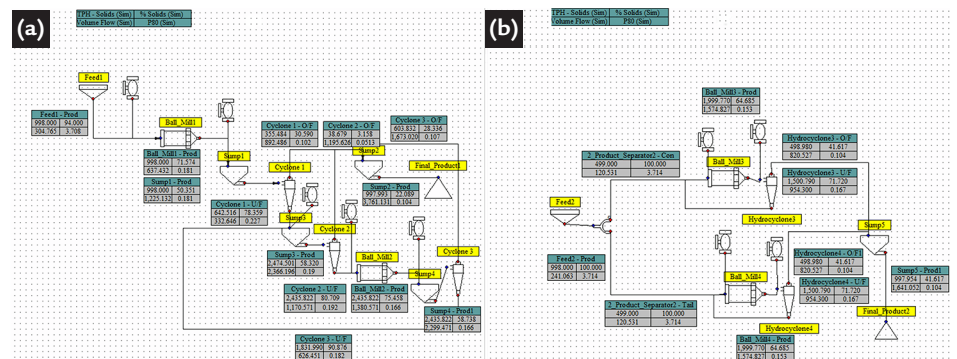 (a)
TPH - Solids (Sim) % Solids (Sim)
Volume Flow (Sim) P80 (Sim)
Feed1
Feed1 - Prod
998.000 94.000
304.765 3.708
Ball_Mill1
Ball_Mill1 - Prod
998.000 71.574
637.432 0.181
Sump1
Sump1 - Prod
998.000 50.351
1,225.132 0.181
Cyclone 1 - O/F
355.484 30.590
892.486 0.102
Cyclone 2 - O/F
38.679 3.158
1,195.626 0.0513
Cyclone 3 - O/F
603.832 28.336
1,673.020 0.107
Sump2
Final_Product1
Cyclone 1
Sump2 - Prod
997.993 22.089
3,761.131 0.104
Cyclone 1 - U/F
642.516 78.359
332.646 0.227
Sump3
Cyclone 2
Sump3 - Prod
2,474.501 58.320
2,366.196 0.19
Ball_Mill2
Sump4
Cyclone 3
Cyclone 2 - U/F
2,435.822 80.709
1,170.571 0.192
Ball_Mill2 - Prod
2,435.822 75.458
1,380.571 0.166
Sump4 - Prod1
2,435.822 58.738
2,299.471 0.166
Cyclone 3 - U/F
1,831.990 90.876
626.451 0.182
(b)
TPH - Solids (Sim) % Solids (Sim)
Volume Flow (Sim) P80 (Sim)
Ball_Mill3 - Prod
1,999.770 64.685
1,574.827 0.153
Hydrocyclone3 - O/F
498.980 41.617
820.527 0.104
2_Product_Separator2 - Con
499.000 100.000
120.531 3.714
Ball_Mill3
Hydrocyclone3 - U/F
1,500.790 71.720
954.300 0.167
Feed2
Hydrocyclone3
Sump5
Feed2 - Prod
998.000 100.000
241.063 3.714
Hydrocyclone4 - O/F1
498.980 41.617
820.527 0.104
Ball_Mill4
Hydrocyclone4 - U/F
1,500.790 71.720
954.300 0.167
Sump5 - Prod1
997.954 41.617
1,641.052 0.104
2_Product_Separator2 - Tail
499.000 100.000
120.531 3.714
Final_Product2
Hydrocyclone4
Ball_Mill4 - Prod
1,999.770 64.685
1,574.827 0.153